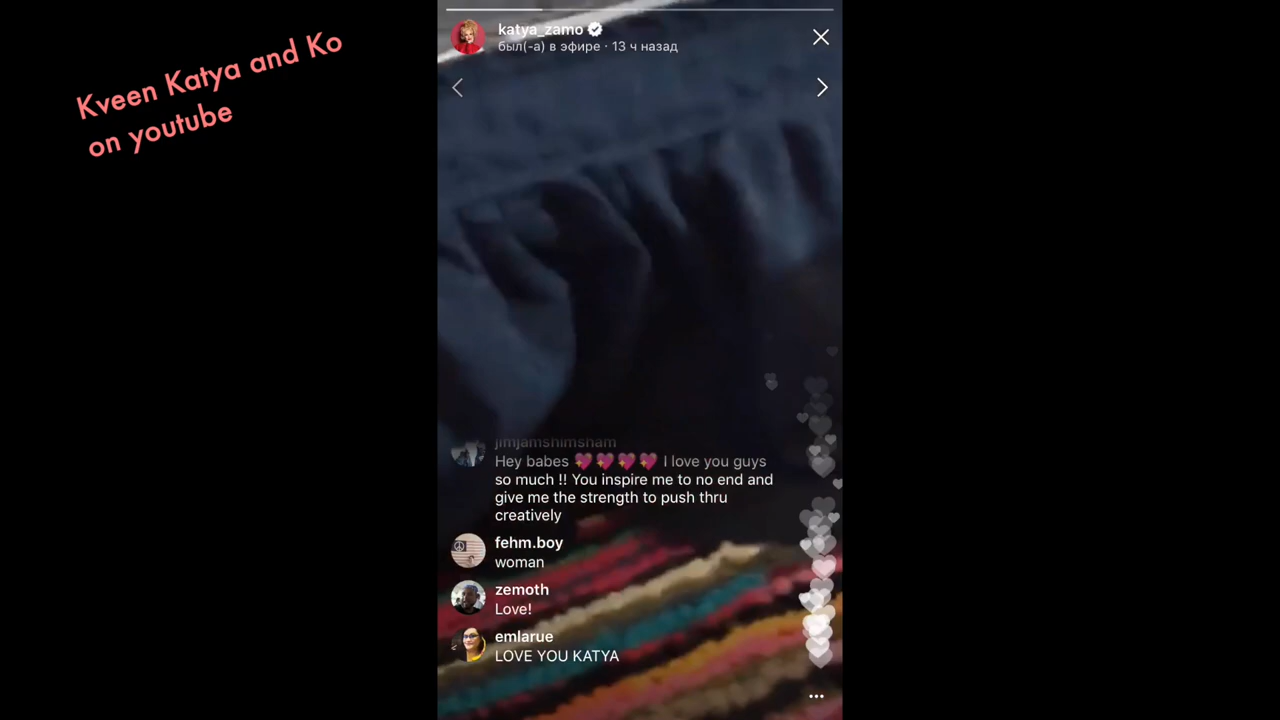 Kveen Katya and Ko
on youtube
katya_zamo
был(-а) в эфире · 13 ч назад
jimjamshimsham
Hey babes 💖💖💖💖 I love you guys
so much !! You inspire me to no end and
give me the strength to push thru
creatively
fehm.boy
woman
zemoth
Love!
emlarue
LOVE YOU KATYA